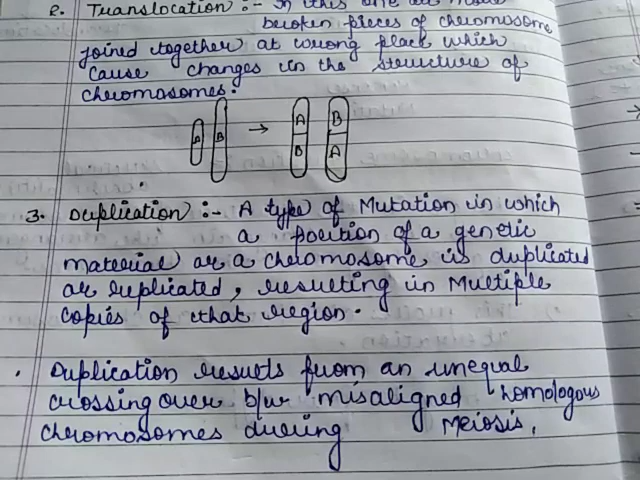 2. Translocation :- In this one or more
broken pieces of chromosome
joined together at wrong place which
cause changes in the structure of
chromosomes.
A B → A B B A
3. Duplication :- A type of Mutation in which
a portion of a genetic
material or a chromosome is duplicated
or replicated, resulting in Multiple
copies of that region.
. Duplication results from an unequal
crossing over b/w misaligned homologous
chromosomes during Meiosis.